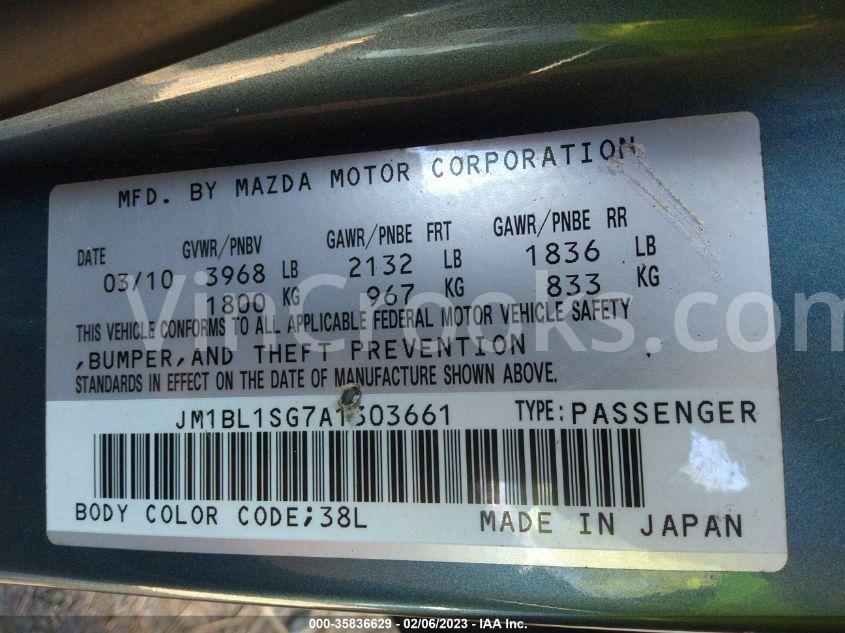 MFD. BY MAZDA MOTOR CORPORATION
DATE GVWR/PNBV GAWR/PNBE FRT GAWR/PNBE RR
03/10 3968 LB 2132 LB 1836 LB
1800 KG 967 KG 833 KG
THIS VEHICLE CONFORMS TO ALL APPLICABLE FEDERAL MOTOR VEHICLE SAFETY
,BUMPER,AND THEFT PREVENTION
STANDARDS IN EFFECT ON THE DATE OF MANUFACTURE SHOWN ABOVE.
JM1BL1SG7A1303661 TYPE:PASSENGER
BODY COLOR CODE;38L MADE IN JAPAN
VinCrooks.com
000-35836629 - 02/06/2023 - IAA Inc.